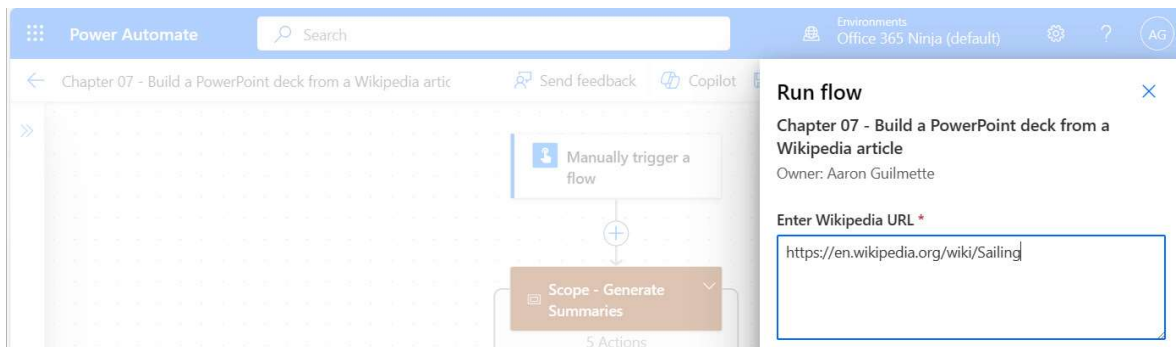 Power Automate
Search
Environments
Office 365 Ninja (default)
?
AG
Chapter 07 - Build a PowerPoint deck from a Wikipedia artic
Send feedback
Copilot
Manually trigger a
flow
Scope - Generate
Summaries
5 Actions
Run flow
Chapter 07 - Build a PowerPoint deck from a
Wikipedia article
Owner: Aaron Guilmette
Enter Wikipedia URL *
https://en.wikipedia.org/wiki/Sailing